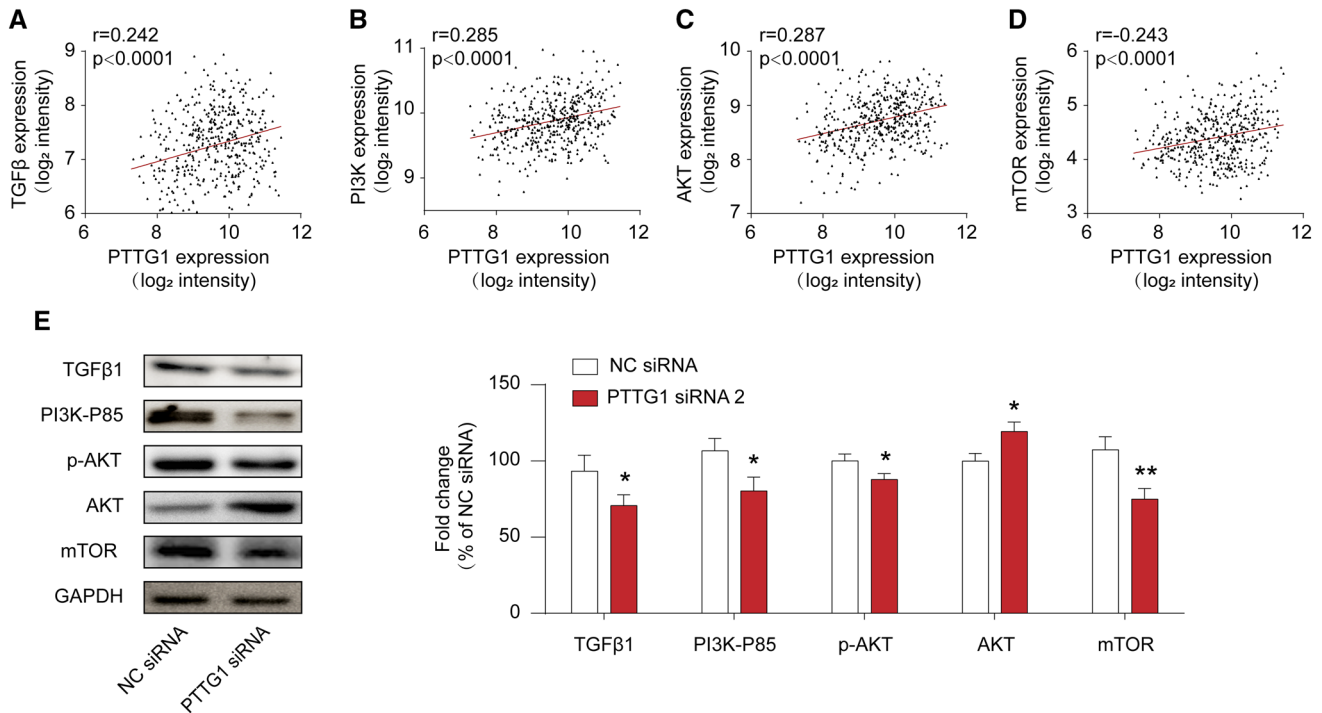 A
r=0.242
p<0.0001
9
8
7
6
6
8
10
12
TGFβ expression
(log₂ intensity)
PTTG1 expression
(log₂ intensity)
B
r=0.285
p<0.0001
11
10
9
6
8
10
12
PI3K expression
(log₂ intensity)
PTTG1 expression
(log₂ intensity)
C
r=0.287
p<0.0001
10
9
8
7
6
8
10
12
AKT expression
(log₂ intensity)
PTTG1 expression
(log₂ intensity)
D
r=-0.243
p<0.0001
6
5
4
3
6
8
10
12
mTOR expression
(log₂ intensity)
PTTG1 expression
(log₂ intensity)
E
TGFβ1
PI3K-P85
p-AKT
AKT
mTOR
GAPDH
NC siRNA
PTTG1 siRNA
NC siRNA
PTTG1 siRNA 2
150
100
50
0
Fold change
(% of NC siRNA)
*
*
*
*
**
TGFβ1
PI3K-P85
p-AKT
AKT
mTOR